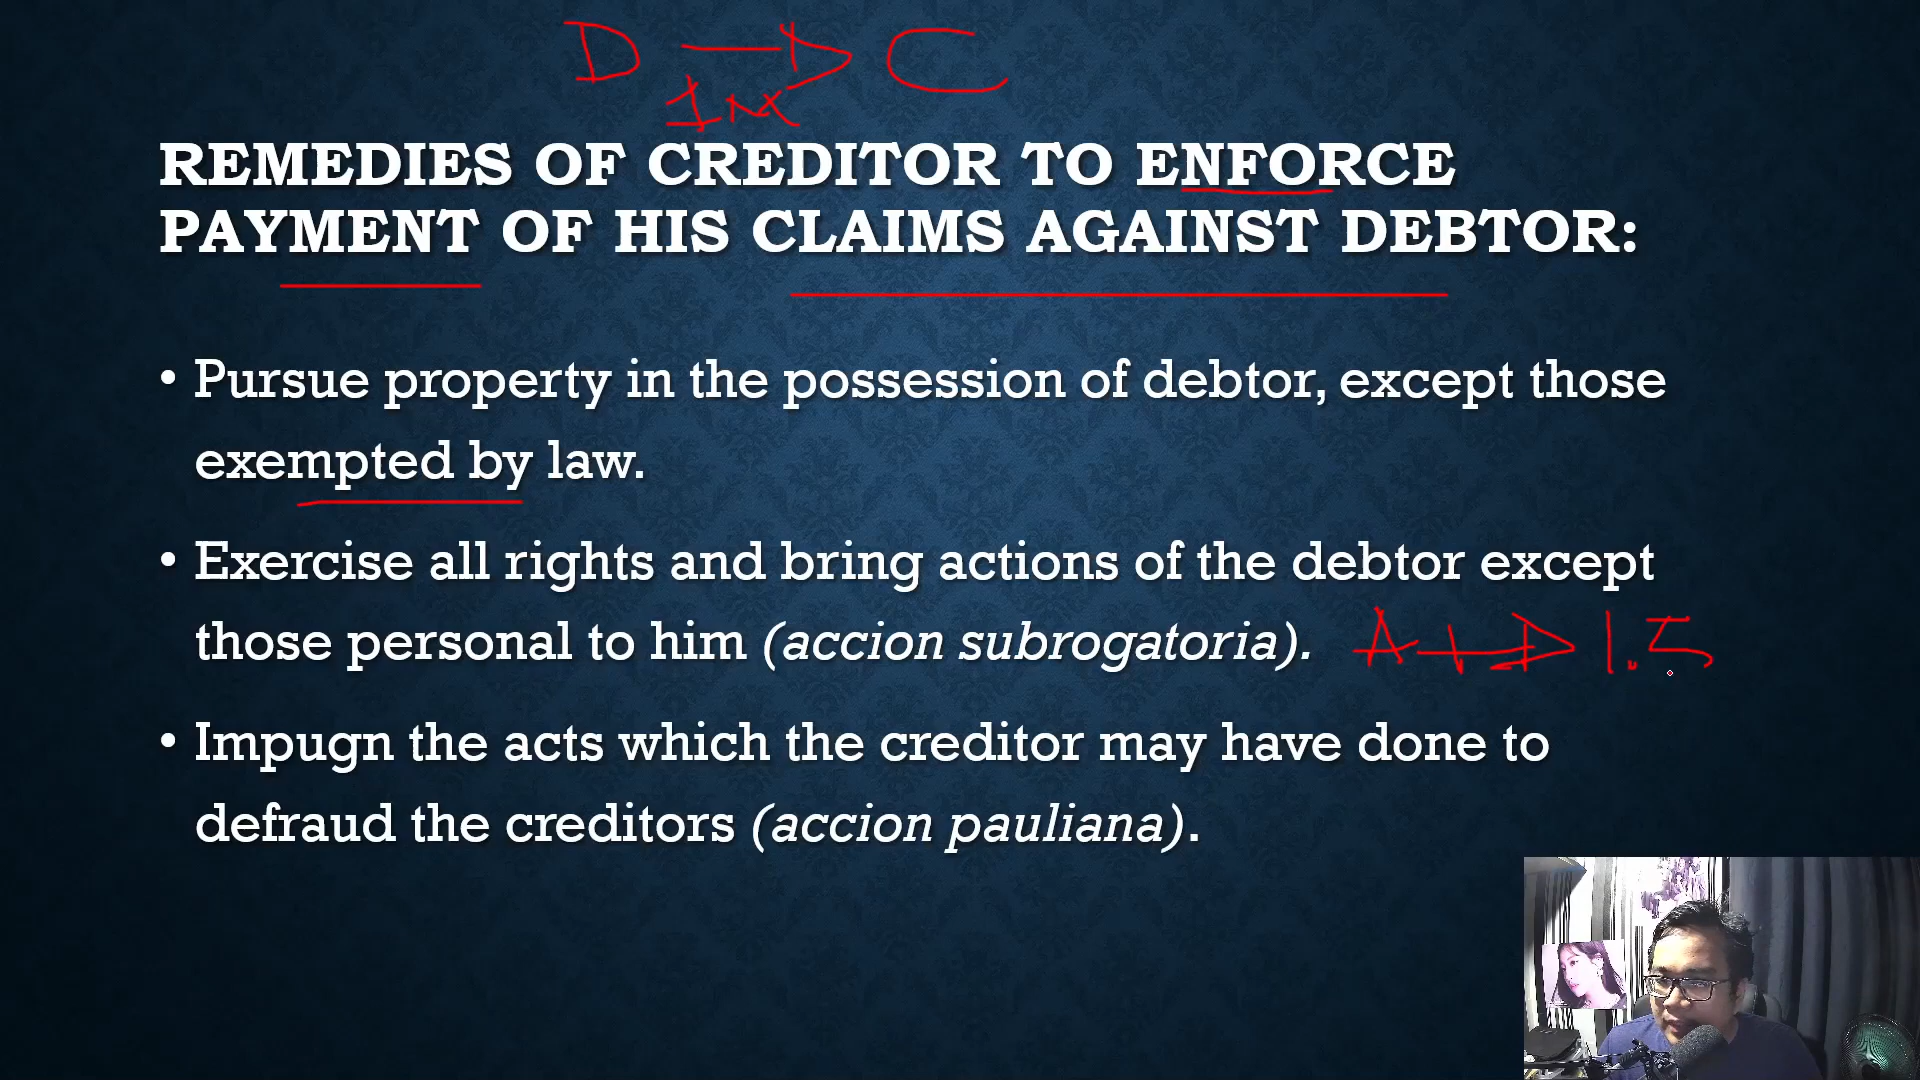 D → C
REMEDIES OF CREDITOR TO ENFORCE
PAYMENT OF HIS CLAIMS AGAINST DEBTOR:
• Pursue property in the possession of debtor, except those
exempted by law.
• Exercise all rights and bring actions of the debtor except
those personal to him (accion subrogatoria). A → 1.5
• Impugn the acts which the creditor may have done to
defraud the creditors (accion pauliana).